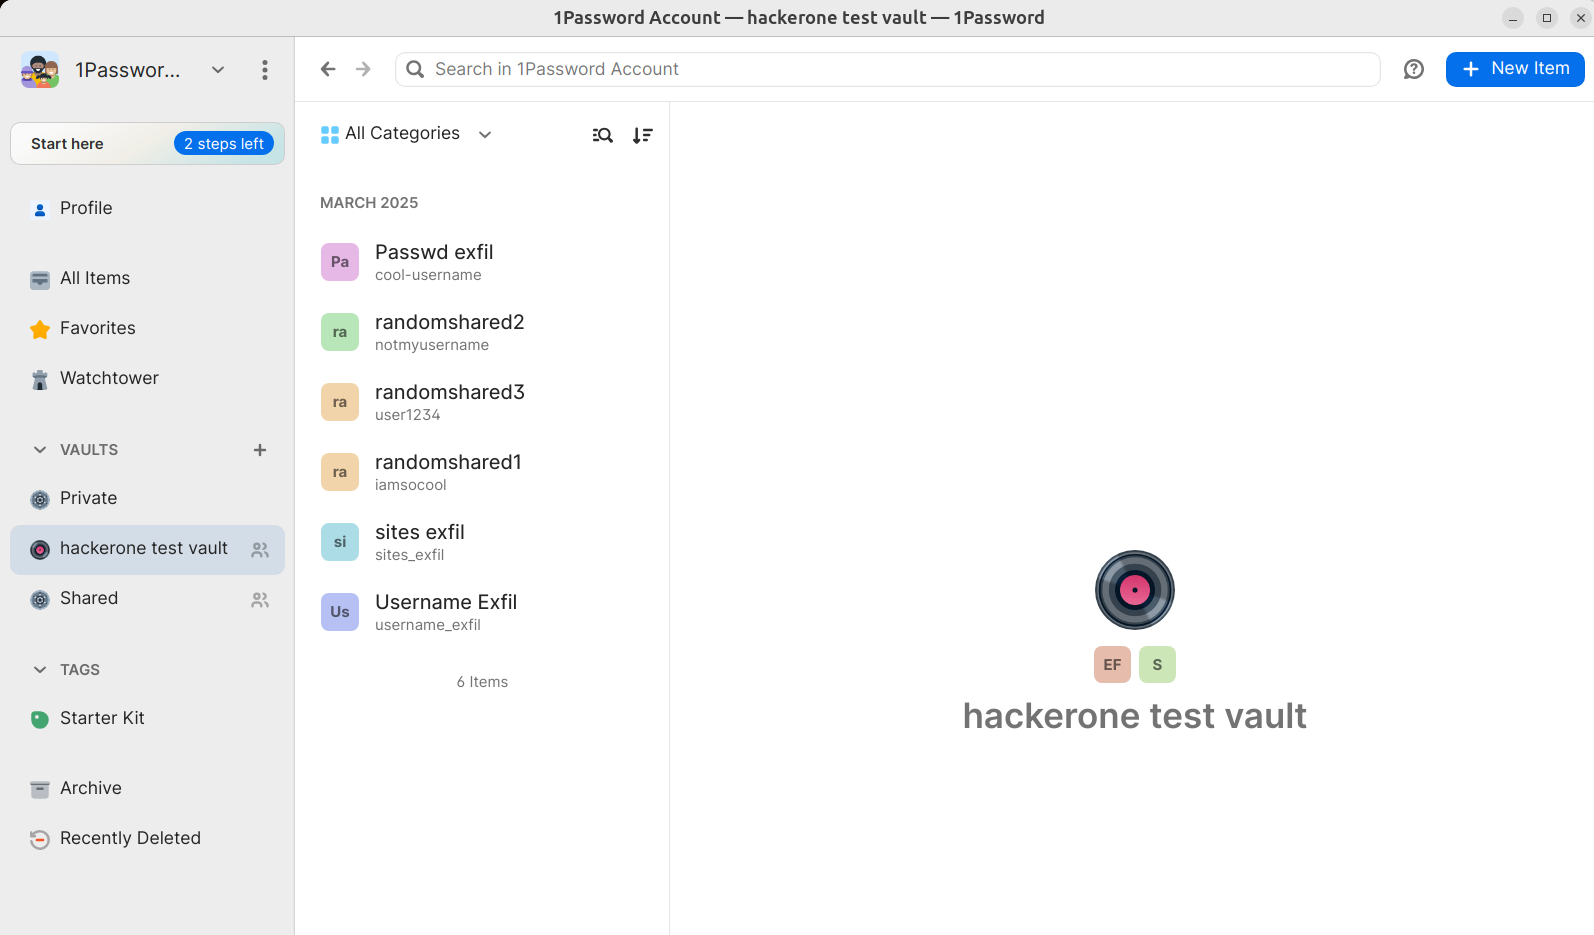 1Password Account — hackerone test vault — 1Password
1Passwor...
Search in 1Password Account
New Item
Start here
2 steps left
Profile
All Items
Favorites
Watchtower
VAULTS
Private
hackerone test vault
Shared
TAGS
Starter Kit
Archive
Recently Deleted
All Categories
MARCH 2025
Pa
Passwd exfil
cool-username
ra
randomshared2
notmyusername
ra
randomshared3
user1234
ra
randomshared1
iamsocool
si
sites exfil
sites_exfil
Us
Username Exfil
username_exfil
6 Items
EF
S
hackerone test vault